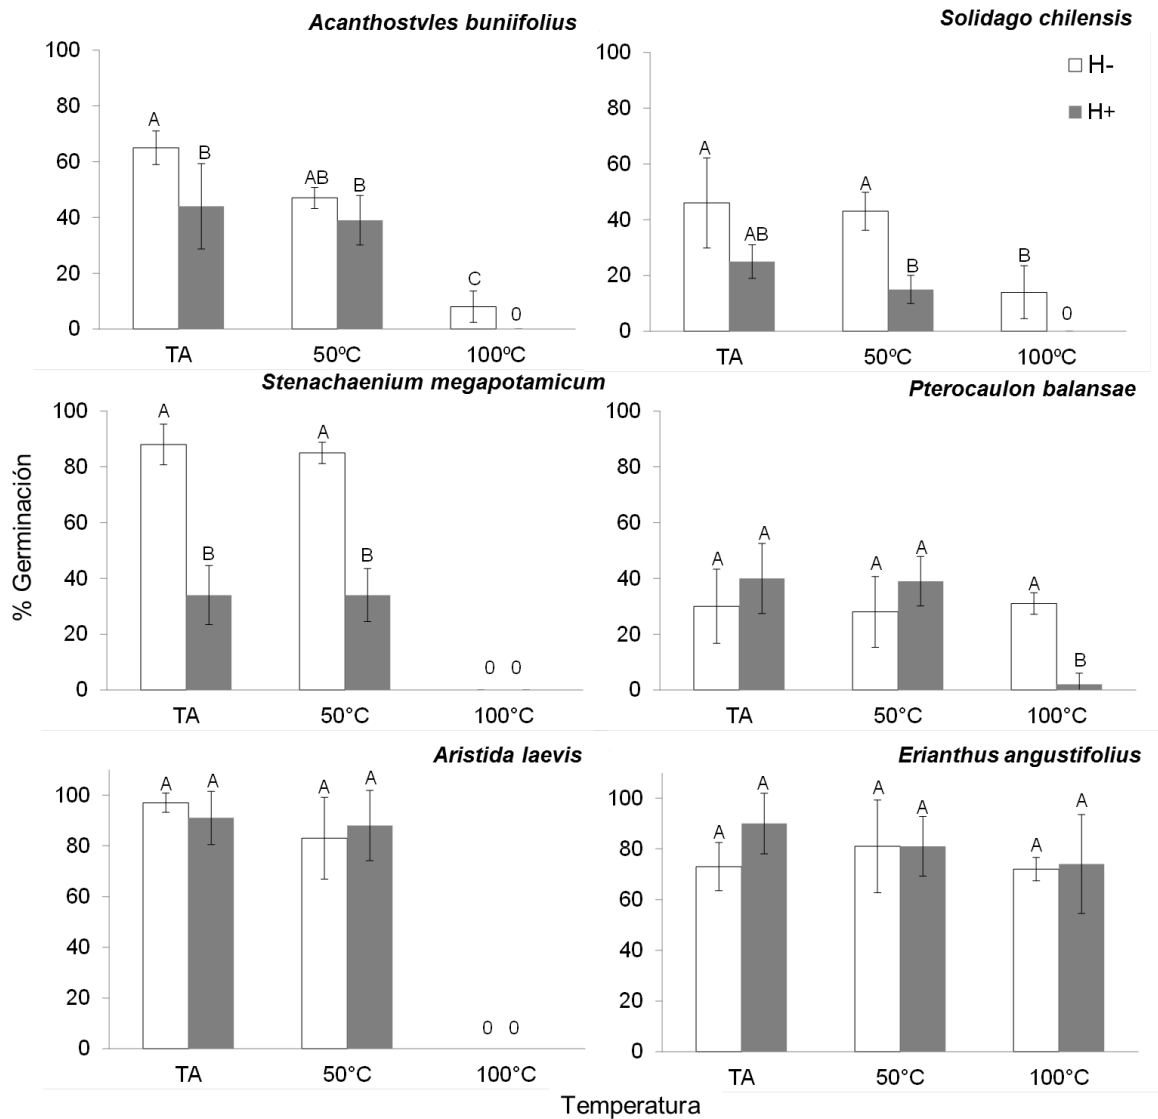 Acanthostvles buniifolius
100
80
60
40
20
0
A
B
AB
B
C
0
TA
50ºC
100ºC
Solidago chilensis
H-
H+
100
80
60
40
20
0
A
AB
A
B
B
0
TA
50°C
100°C
Stenachaenium megapotamicum
% Germinación
100
80
60
40
20
0
A
B
A
B
0 0
TA
50°C
100°C
Pterocaulon balansae
100
80
60
40
20
0
A
A
A
A
A
B
TA
50°C
100°C
Aristida laevis
100
80
60
40
20
0
A
A
A
A
0 0
TA
50°C
100°C
Erianthus angustifolius
100
80
60
40
20
0
A
A
A
A
A
A
TA
50°C
100°C
Temperatura